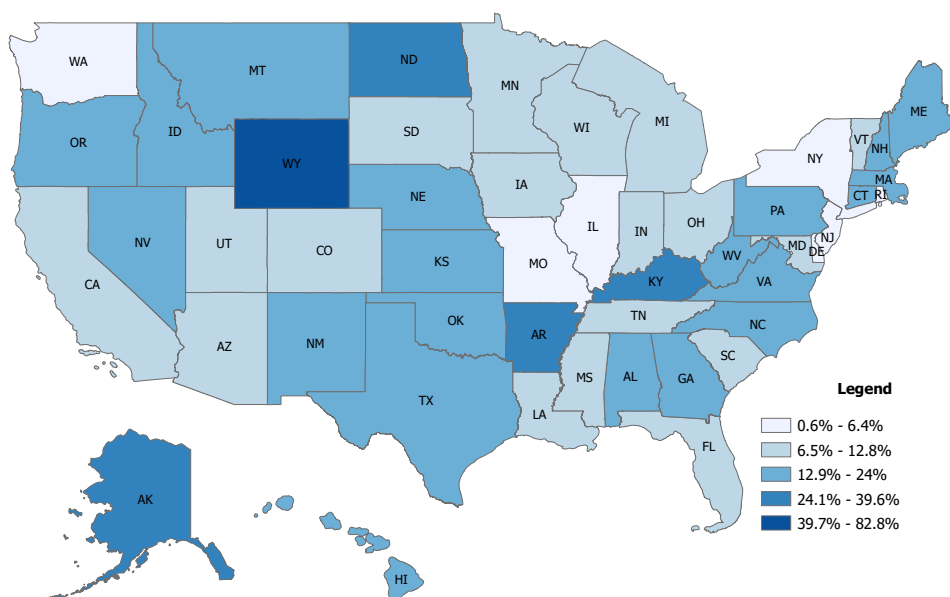 WA
MT
ND
MN
ME
VT
NH
OR
ID
SD
WI
MI
NY
MA
WY
IA
CT
RI
NE
PA
NV
UT
CO
IL
IN
OH
NJ
MD
DE
CA
KS
MO
WV
KY
VA
AZ
NM
OK
AR
TN
NC
SC
TX
LA
MS
AL
GA
FL
AK
HI
Legend
0.6% - 6.4%
6.5% - 12.8%
12.9% - 24%
24.1% - 39.6%
39.7% - 82.8%